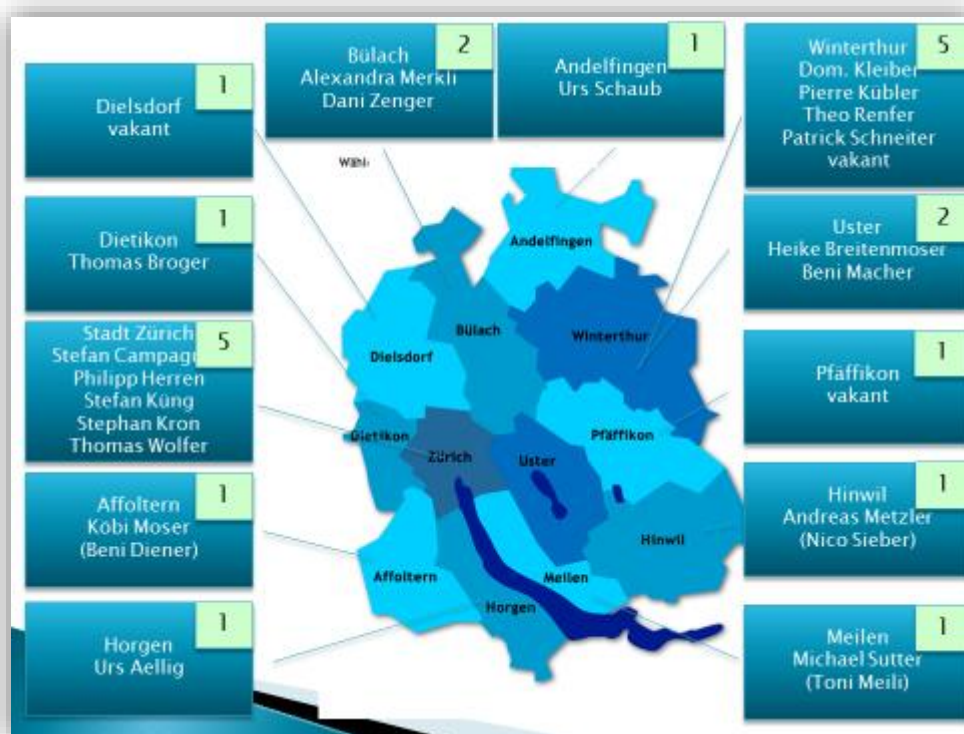 Bülach
Alexandra Merkli
Dani Zenger
2
Andelfingen
Urs Schaub
1
Winterthur
Dom. Kleiber
Pierre Kübler
Theo Renfer
Patrick Schneiter
vakant
5
Dielsdorf
vakant
1
Dietikon
Thomas Broger
1
Uster
Heike Breitenmoser
Beni Macher
2
Stadt Zürich
Stefan
Philipp Herren
Stefan Küng
Stephan Kron
Thomas Wolfer
5
Pfäffikon
vakant
1
Affoltern
Köbi Moser
(Beni Diener)
1
Hinwil
Andreas Metzler
(Nico Sieber)
1
Horgen
Urs Aellig
1
Meilen
Michael Sutter
(Toni Meili)
1
Wähl-
Andelfingen
Bülach
Winterthur
Dielsdorf
Dietikon
Zürich
Uster
Pfäffikon
Hinwil
Affoltern
Meilen
Horgen